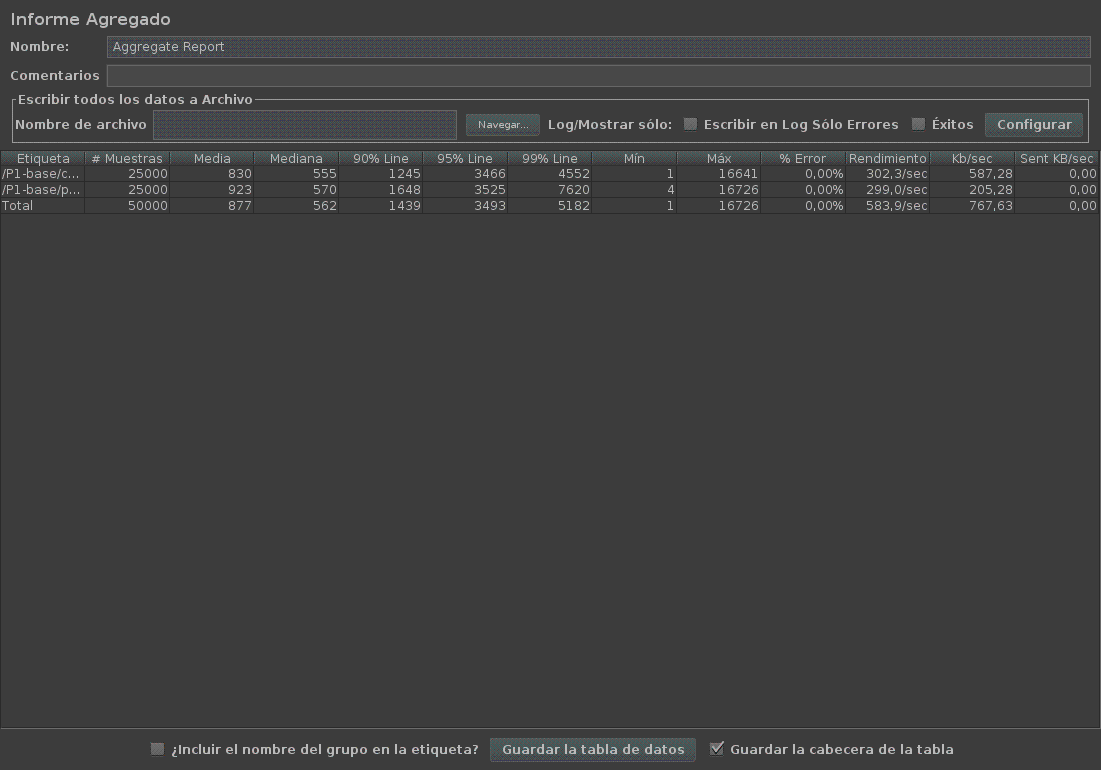 Informe Agregado
Nombre: Aggregate Report
Comentarios
Escribir todos los datos a Archivo
Nombre de archivo Navegar... Log/Mostrar sólo: Escribir en Log Sólo Errores Éxitos Configurar
Etiqueta # Muestras Media Mediana 90% Line 95% Line 99% Line Mín Máx % Error Rendimiento Kb/sec Sent KB/sec
/P1-base/c... 25000 830 555 1245 3466 4552 1 16641 0,00% 302,3/sec 587,28 0,00
/P1-base/p... 25000 923 570 1648 3525 7620 4 16726 0,00% 299,0/sec 205,28 0,00
Total 50000 877 562 1439 3493 5182 1 16726 0,00% 583,9/sec 767,63 0,00
¿Incluir el nombre del grupo en la etiqueta? Guardar la tabla de datos Guardar la cabecera de la tabla